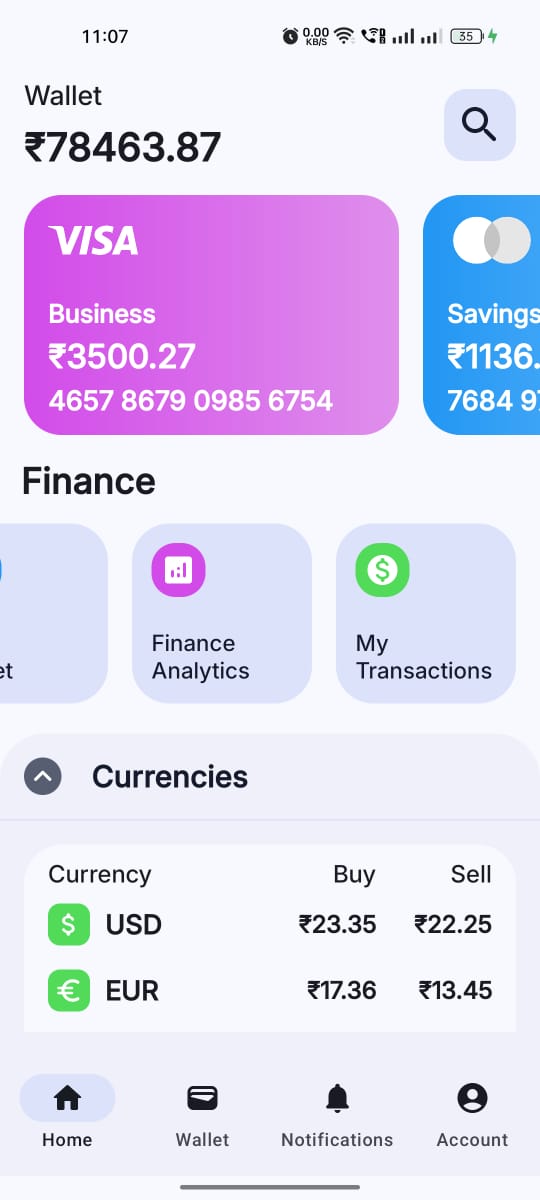 11:07
0.00
KB/S
35
Wallet
₹78463.87
VISA
Business
₹3500.27
4657 8679 0985 6754
Savings
₹1136.
7684 97
Finance
et
Finance
Analytics
My
Transactions
Currencies
Currency Buy Sell
$ USD ₹23.35 ₹22.25
€ EUR ₹17.36 ₹13.45
Home Wallet Notifications Account